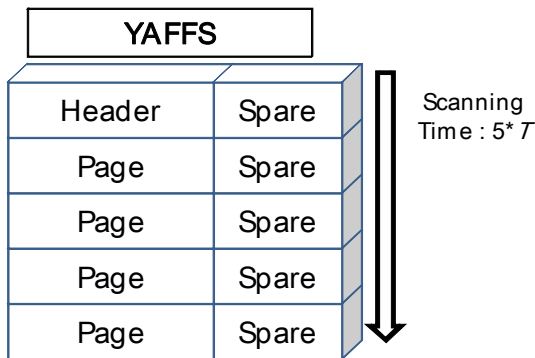 YAFFS
Header Spare
Page Spare
Page Spare
Page Spare
Page Spare
Scanning
Time : 5* T